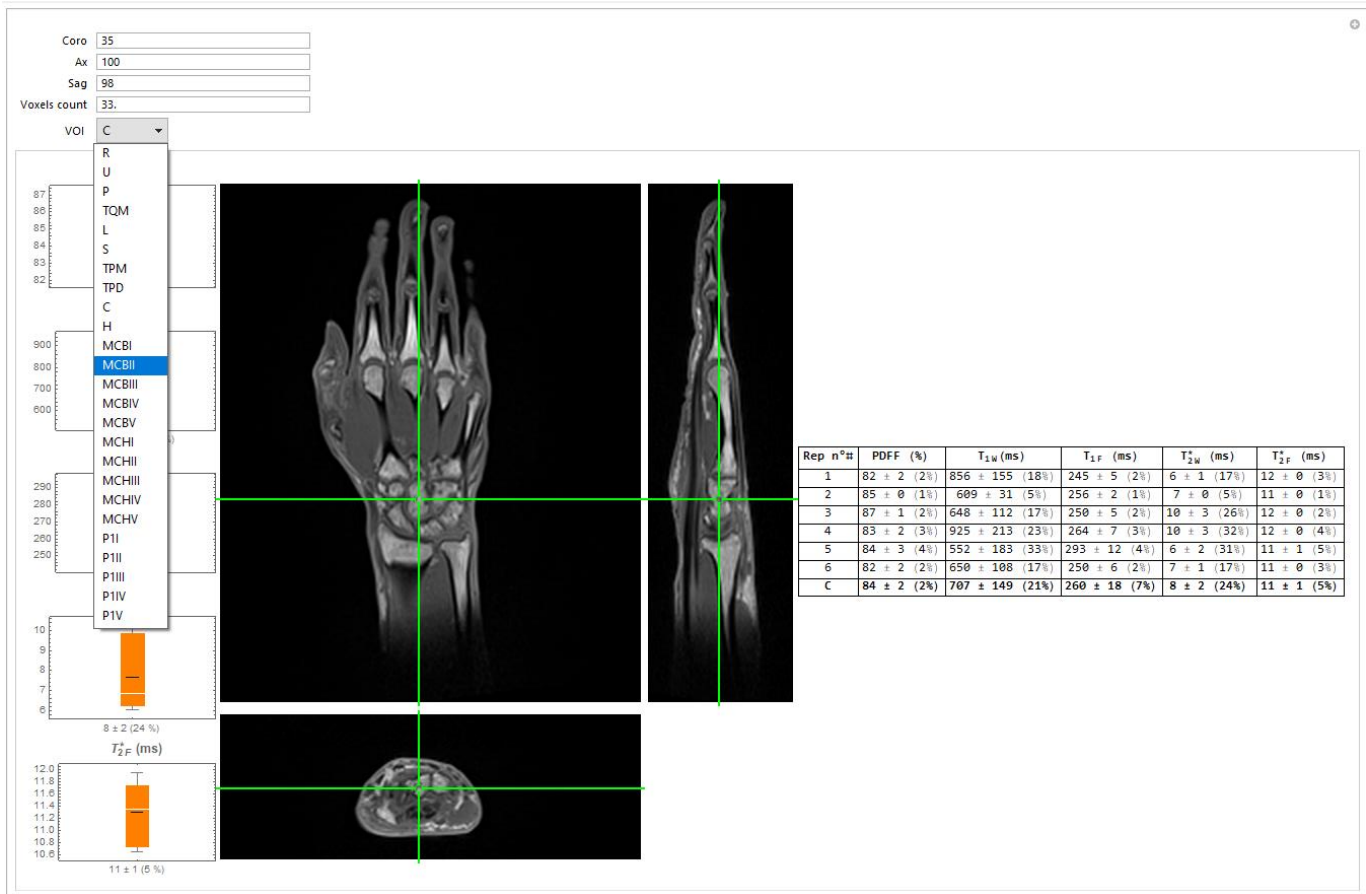 Coro 35
Ax 100
Sag 98
Voxels count 33.
VOI C
R
U
P
TQM
L
S
TPM
TPD
C
H
MCBI
MCBII
MCBIII
MCBIV
MCBV
MCHI
MCHII
MCHIII
MCHIV
MCHV
P1I
P1II
P1III
P1IV
P1V
87
86
85
84
83
82
900
800
700
600
)
290
280
270
260
250
10
9
8
7
6
8 ± 2 (24 %)
T*2F (ms)
12.0
11.8
11.6
11.4
11.2
11.0
10.8
10.6
11 ± 1 (5 %)
Rep n°# PDFF (%) T1W(ms) T1F (ms) T*2W (ms) T*2F (ms)
1 82 ± 2 (2%) 856 ± 155 (18%) 245 ± 5 (2%) 6 ± 1 (17%) 12 ± 0 (3%)
2 85 ± 0 (1%) 609 ± 31 (5%) 256 ± 2 (1%) 7 ± 0 (5%) 11 ± 0 (1%)
3 87 ± 1 (2%) 648 ± 112 (17%) 250 ± 5 (2%) 10 ± 3 (26%) 12 ± 0 (2%)
4 83 ± 2 (3%) 925 ± 213 (23%) 264 ± 7 (3%) 10 ± 3 (32%) 12 ± 0 (4%)
5 84 ± 3 (4%) 552 ± 183 (33%) 293 ± 12 (4%) 6 ± 2 (31%) 11 ± 1 (5%)
6 82 ± 2 (2%) 650 ± 108 (17%) 250 ± 6 (2%) 7 ± 1 (17%) 11 ± 0 (3%)
C 84 ± 2 (2%) 707 ± 149 (21%) 260 ± 18 (7%) 8 ± 2 (24%) 11 ± 1 (5%)